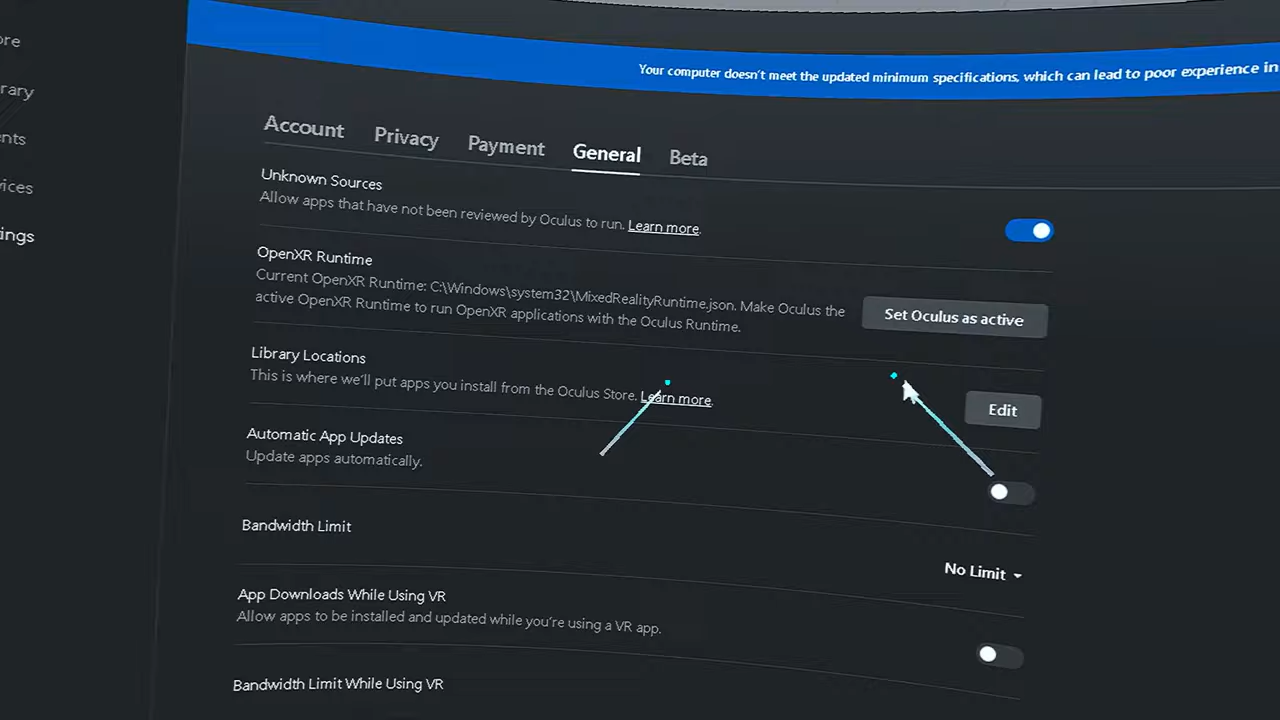 Your computer doesn't meet the updated minimum specifications, which can lead to poor experience in
Account Privacy Payment General Beta
Unknown Sources
Allow apps that have not been reviewed by Oculus to run. Learn more.
OpenXR Runtime
Current OpenXR Runtime: C:\Windows\system32\MixedRealityRuntime.json. Make Oculus the
active OpenXR Runtime to run OpenXR applications with the Oculus Runtime.
Set Oculus as active
Library Locations
This is where we'll put apps you install from the Oculus Store. Learn more.
Edit
Automatic App Updates
Update apps automatically.
Bandwidth Limit
No Limit
App Downloads While Using VR
Allow apps to be installed and updated while you're using a VR app.
Bandwidth Limit While Using VR